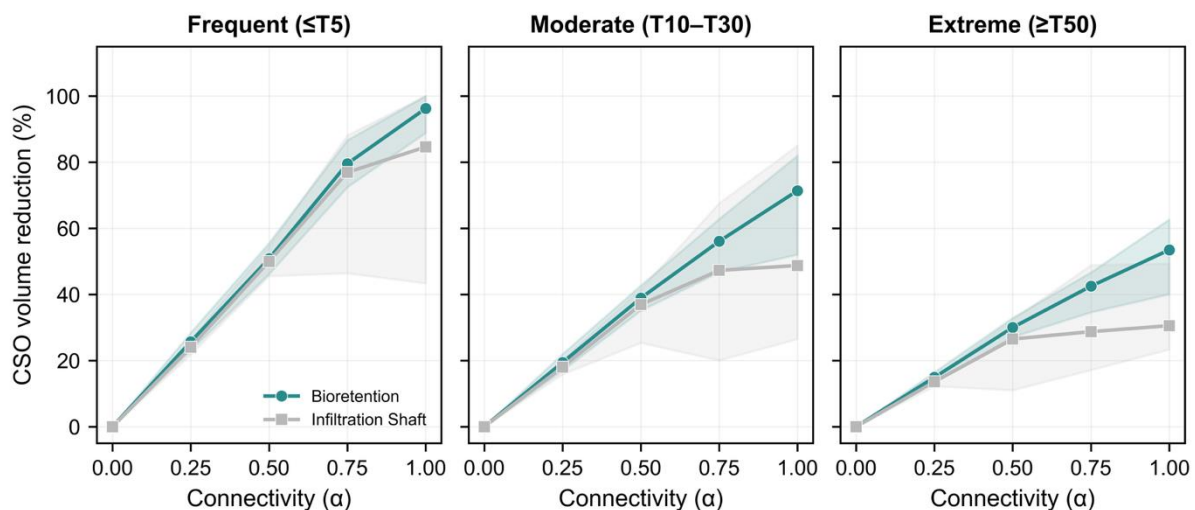 Frequent (≤T5)
Moderate (T10–T30)
Extreme (≥T50)
CSO volume reduction (%)
100
80
60
40
20
0
Bioretention
Infiltration Shaft
0.00 0.25 0.50 0.75 1.00
0.00 0.25 0.50 0.75 1.00
0.00 0.25 0.50 0.75 1.00
Connectivity (α)
Connectivity (α)
Connectivity (α)